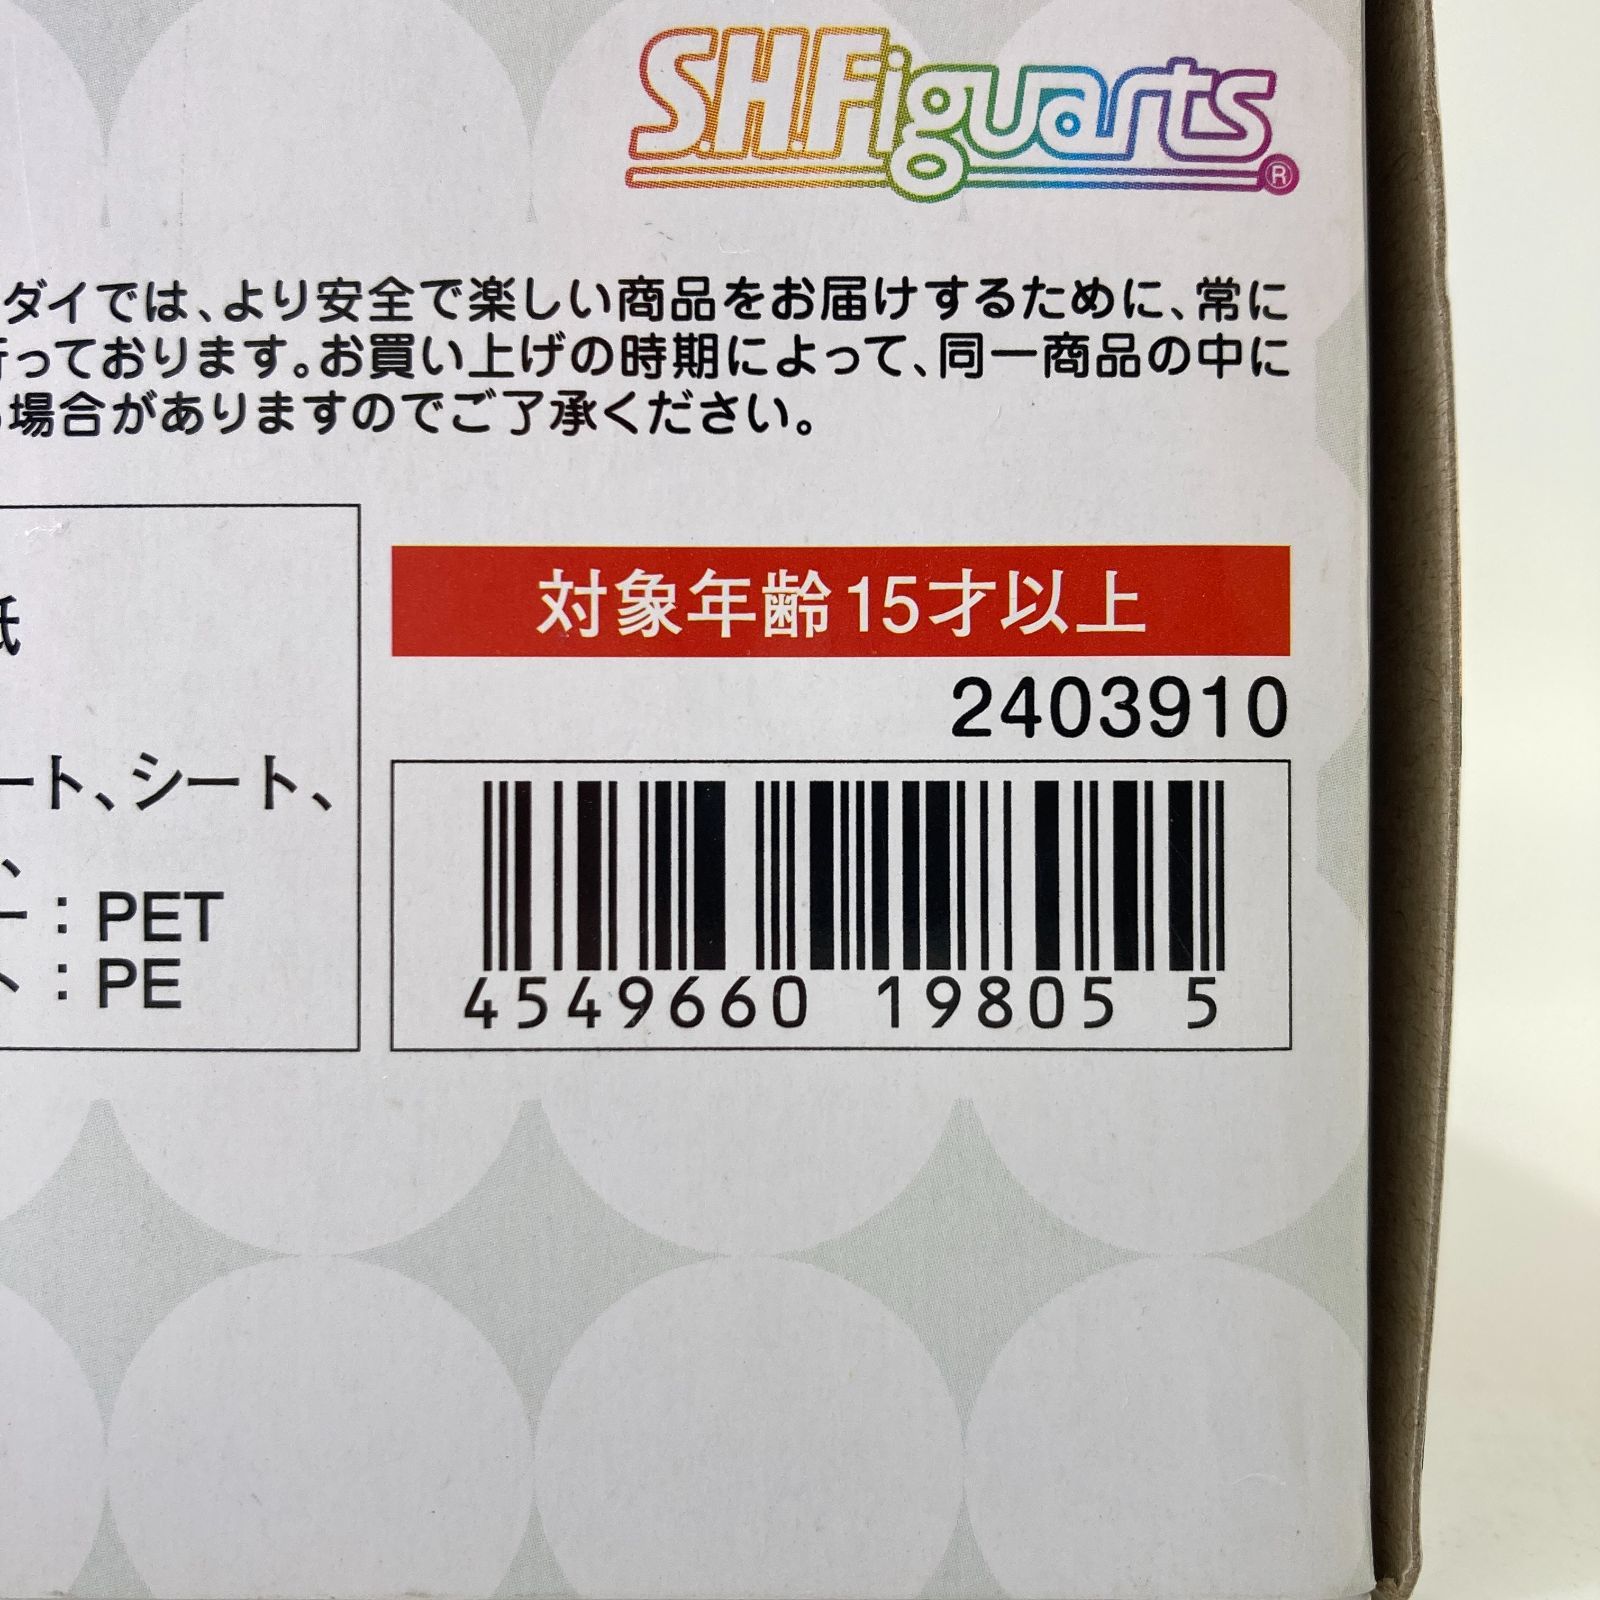 S.H.Figuarts®
ダイでは、より安全で楽しい商品をお届けするために、常に
行っております。お買い上げの時期によって、同一商品の中に
場合がありますのでご了承ください。
紙
ート、シート、
、
ー：PET
ト：PE
対象年齢15才以上
2403910
4549660 19805 5